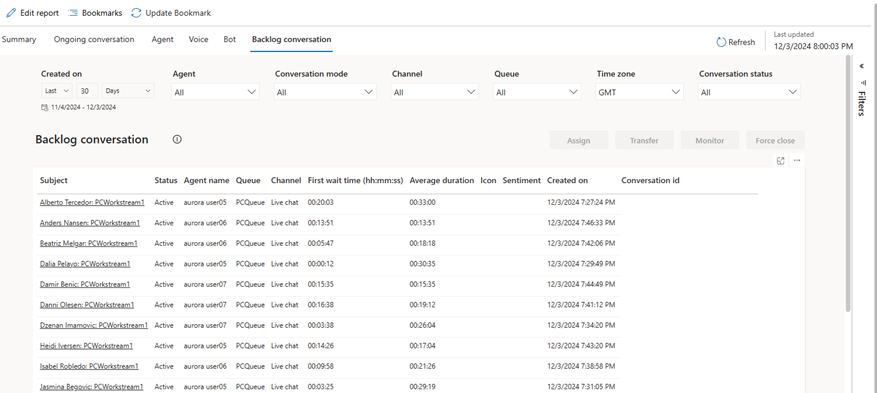 Edit report Bookmarks Update Bookmark
Summary Ongoing conversation Agent Voice Bot Backlog conversation Refresh Last updated
12/3/2024 8:00:03 PM
Created on Agent Conversation mode Channel Queue Time zone Conversation status
Last 30 Days All All All All GMT All
11/4/2024 - 12/3/2024
Filters
Backlog conversation Assign Transfer Monitor Force close
Subject Status Agent name Queue Channel First wait time (hh:mm:ss) Average duration Icon Sentiment Created on Conversation id
Alberto Tercedor: PCWorkstream1 Active aurora user05 PCQueue Live chat 00:20:03 00:33:00 12/3/2024 7:27:24 PM
Anders Nansen: PCWorkstream1 Active aurora user06 PCQueue Live chat 00:13:51 00:13:51 12/3/2024 7:46:33 PM
Beatriz Melgar: PCWorkstream1 Active aurora user06 PCQueue Live chat 00:05:47 00:18:18 12/3/2024 7:42:06 PM
Dalia Pelayo: PCWorkstream1 Active aurora user05 PCQueue Live chat 00:00:12 00:30:35 12/3/2024 7:29:49 PM
Damir Benic: PCWorkstream1 Active aurora user07 PCQueue Live chat 00:15:35 00:15:35 12/3/2024 7:44:49 PM
Danni Olesen: PCWorkstream1 Active aurora user07 PCQueue Live chat 00:16:38 00:19:12 12/3/2024 7:41:12 PM
Dzenan Imamovic: PCWorkstream1 Active aurora user07 PCQueue Live chat 00:03:38 00:26:04 12/3/2024 7:34:20 PM
Heidi Iversen: PCWorkstream1 Active aurora user05 PCQueue Live chat 00:14:26 00:17:04 12/3/2024 7:43:20 PM
Isabel Robledo: PCWorkstream1 Active aurora user06 PCQueue Live chat 00:09:58 00:21:26 12/3/2024 7:38:58 PM
Jasmina Begovic: PCWorkstream1 Active aurora user05 PCQueue Live chat 00:03:25 00:29:19 12/3/2024 7:31:05 PM